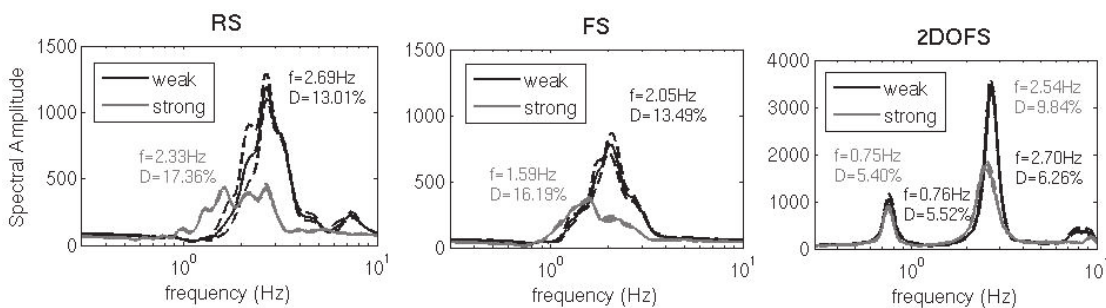 RS
1500
1000
500
0
Spectral Amplitude
weak
strong
f=2.69Hz
D=13.01%
f=2.33Hz
D=17.36%
10^0
10^1
frequency (Hz)
FS
1500
1000
500
0
weak
strong
f=2.05Hz
D=13.49%
f=1.59Hz
D=16.19%
10^0
10^1
frequency (Hz)
2DOFS
4000
3000
2000
1000
0
weak
strong
f=2.54Hz
D=9.84%
f=0.75Hz
D=5.40%
f=2.70Hz
D=6.26%
f=0.76Hz
D=5.52%
10^0
10^1
frequency (Hz)